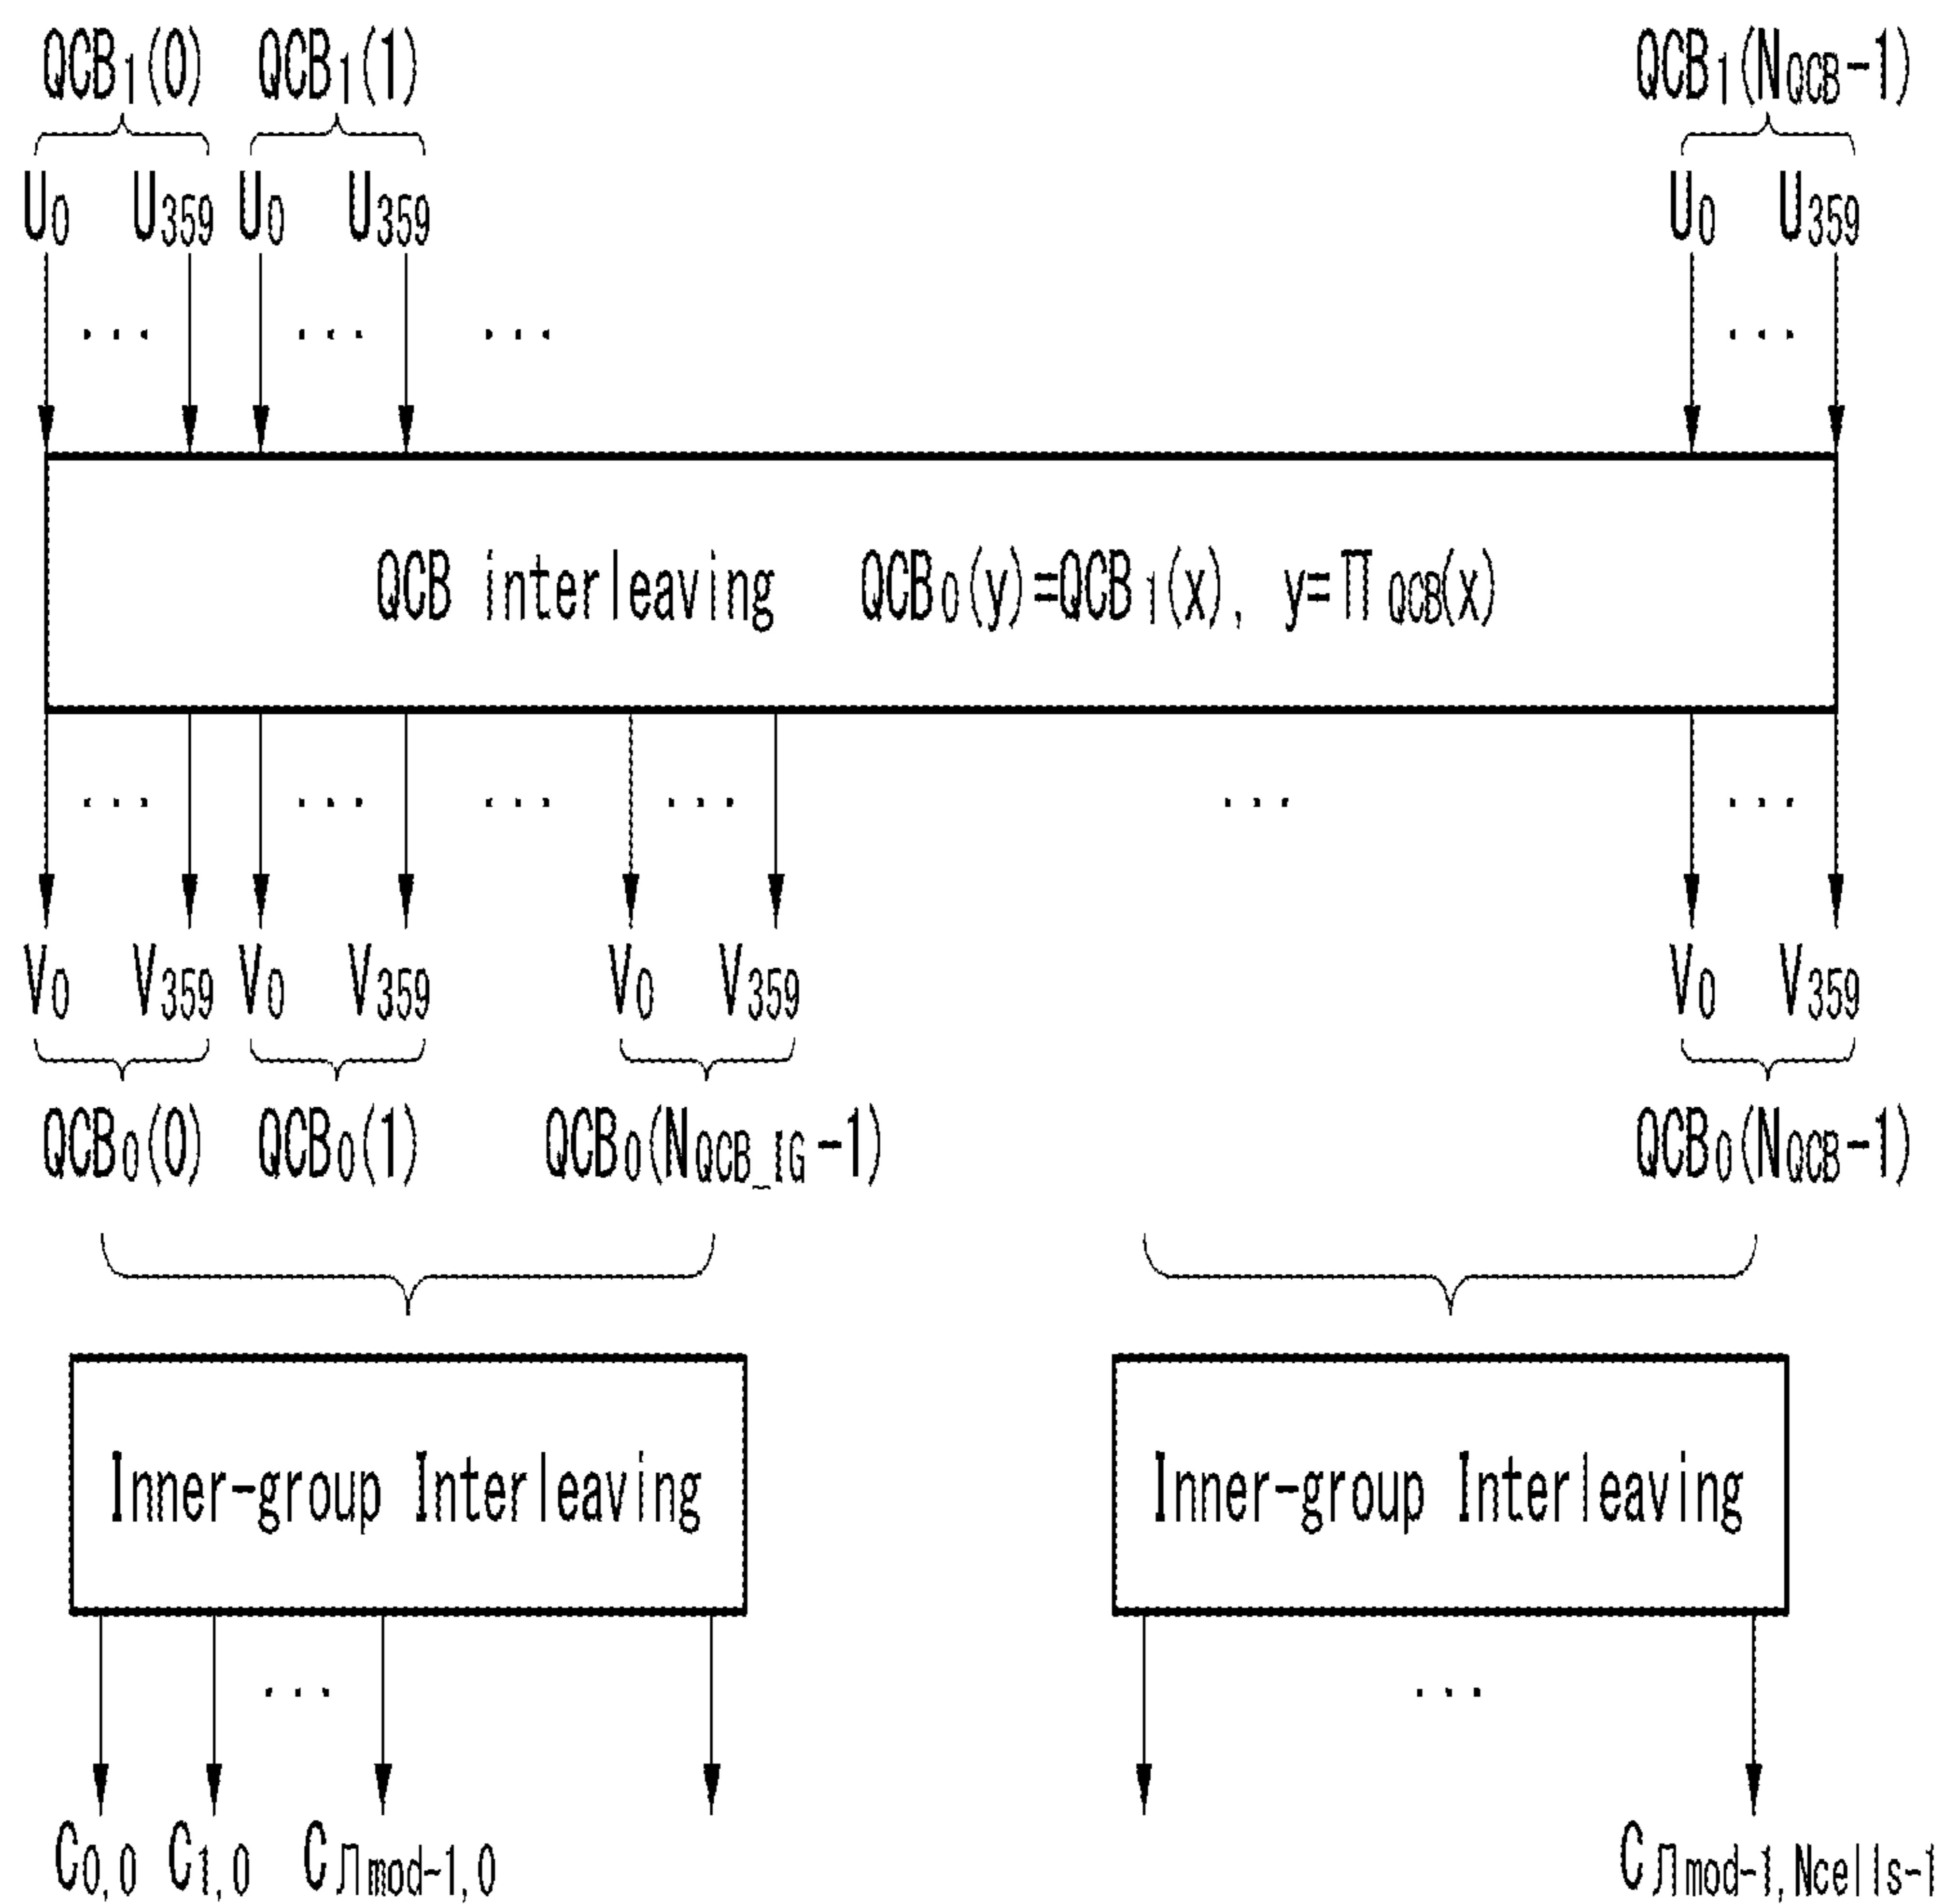 QCB1(0) QCB1(1) QCB1(NQCB-1)
U0 U359 U0 U359 U0 U359
... ... ... ...
QCB interleaving QCB0(y)=QCB1(x), y=ΠQCB(x)
... ... ... ... ... ...
V0 V359 V0 V359 V0 V359 V0 V359
QCB0(0) QCB0(1) QCB0(NQCB_IG-1) QCB0(NQCB-1)
Inner-group Interleaving Inner-group Interleaving
... ...
C0,0 C1,0 Cηmod-1,0 Cηmod-1,Ncells-1